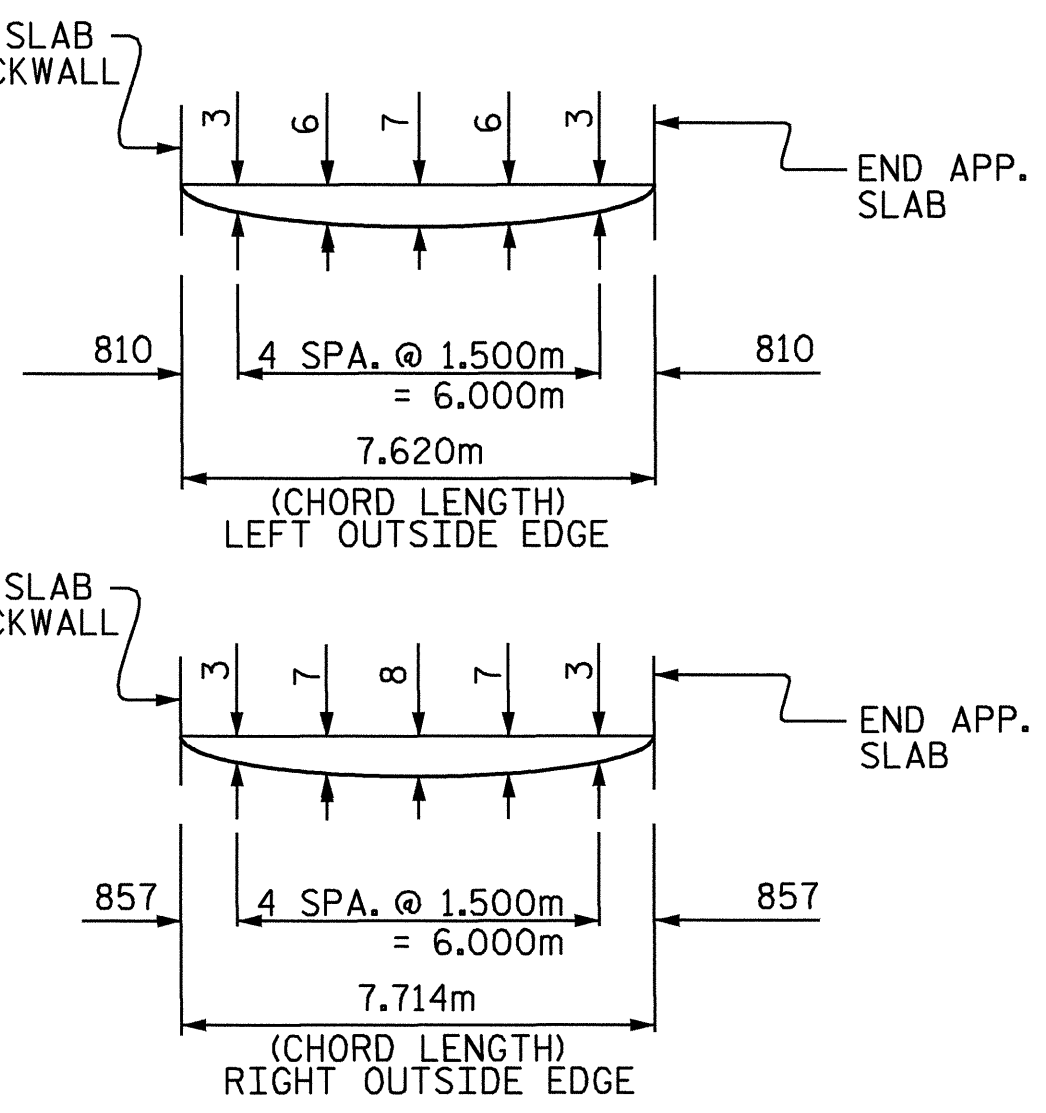 SLAB
CKWALL
3 6 7 6 3
END APP.
SLAB
810 4 SPA. @ 1.500m 810
= 6.000m
7.620m
(CHORD LENGTH)
LEFT OUTSIDE EDGE
SLAB
CKWALL
3 7 8 7 3
END APP.
SLAB
857 4 SPA. @ 1.500m 857
= 6.000m
7.714m
(CHORD LENGTH)
RIGHT OUTSIDE EDGE